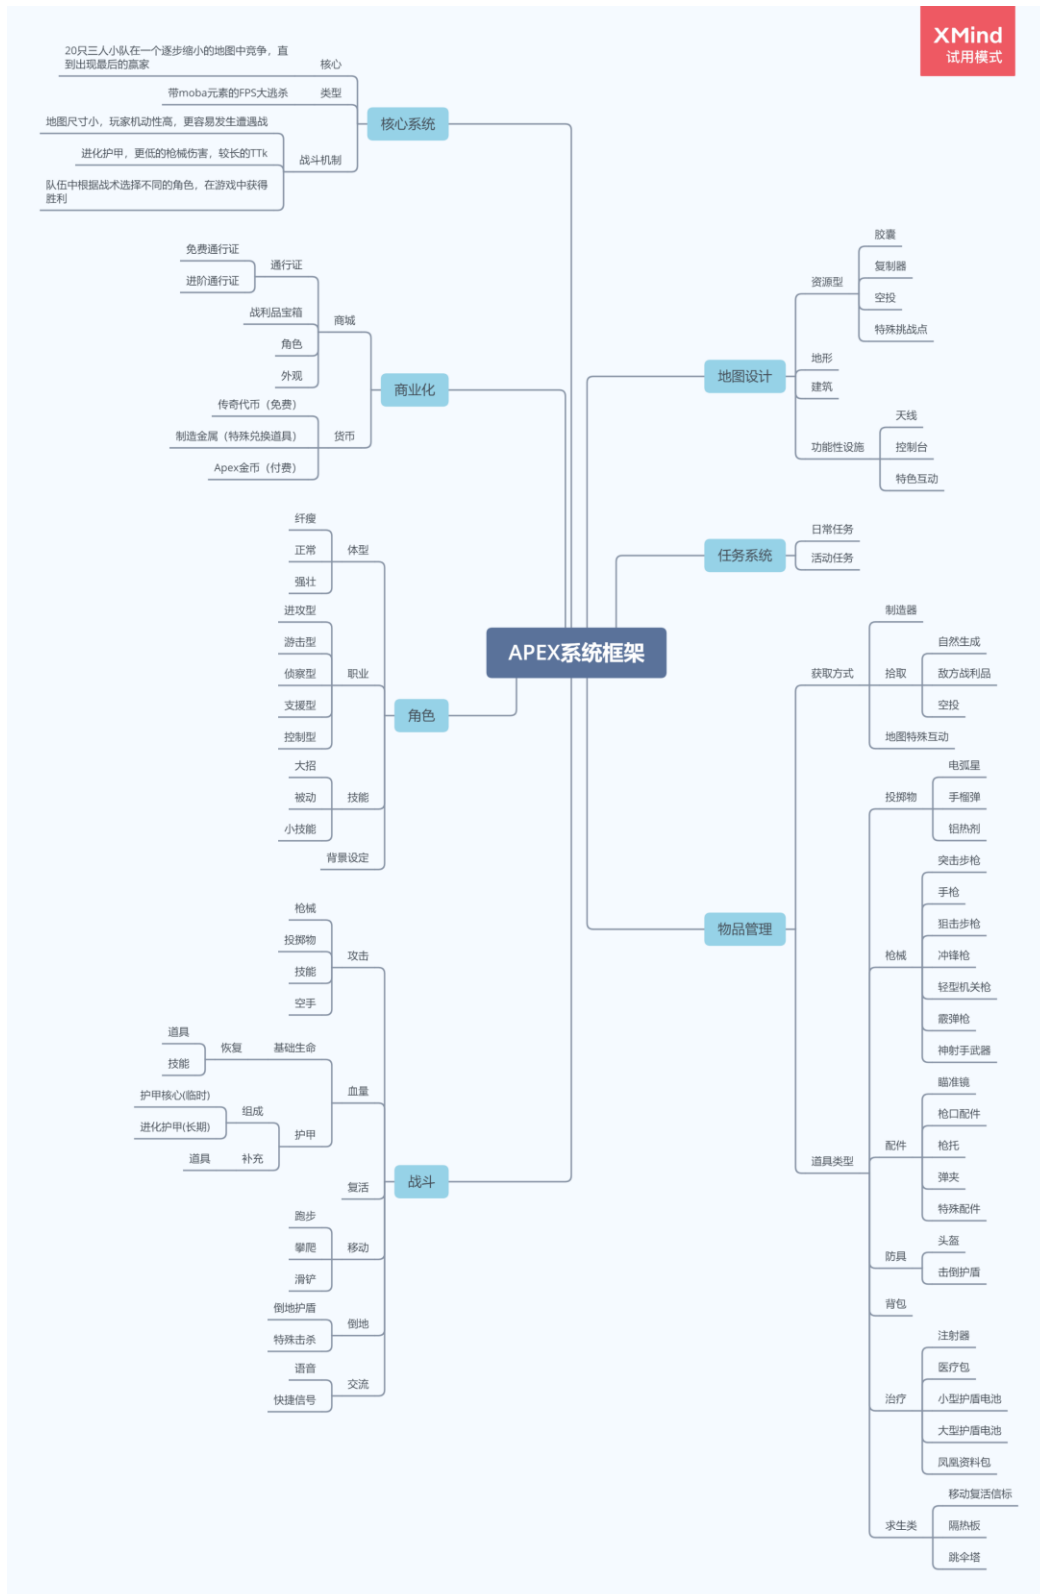 XMind
试用模式
APEX系统框架
核心系统
核心
20只三人小队在一个逐步缩小的地图中竞争，直
到出现最后的赢家
类型
带moba元素的FPS大逃杀
战斗机制
地图尺寸小，玩家机动性高，更容易发生遭遇战
进化护甲，更低的枪械伤害，较长的TTk
队伍中根据战术选择不同的角色，在游戏中获得
胜利
商业化
商城
通行证
免费通行证
进阶通行证
战利品宝箱
角色
外观
货币
传奇代币（免费）
制造金属（特殊兑换道具）
Apex金币（付费）
角色
体型
纤瘦
正常
强壮
职业
进攻型
游击型
侦察型
支援型
控制型
技能
大招
被动
小技能
背景设定
战斗
攻击
枪械
投掷物
技能
空手
血量
基础生命
恢复
道具
技能
护甲
组成
护甲核心(临时)
进化护甲(长期)
补充
道具
复活
移动
跑步
攀爬
滑铲
倒地
倒地护盾
特殊击杀
交流
语音
快捷信号
地图设计
资源型
胶囊
复制器
空投
特殊挑战点
地形
建筑
功能性设施
天线
控制台
特色互动
任务系统
日常任务
活动任务
物品管理
获取方式
制造器
拾取
自然生成
敌方战利品
空投
地图特殊互动
道具类型
投掷物
电弧星
手榴弹
铝热剂
枪械
突击步枪
手枪
狙击步枪
冲锋枪
轻型机关枪
霰弹枪
神射手武器
配件
瞄准镜
枪口配件
枪托
弹夹
特殊配件
防具
头盔
击倒护盾
背包
治疗
注射器
医疗包
小型护盾电池
大型护盾电池
凤凰资料包
求生类
移动复活信标
隔热板
跳伞塔